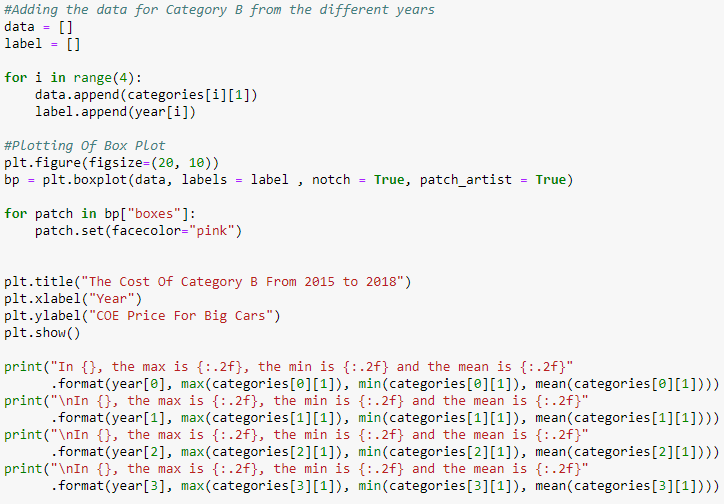 #Adding the data for Category B from the different years
data = []
label = []
for i in range(4):
    data.append(categories[i][1])
    label.append(year[i])
#Plotting Of Box Plot
plt.figure(figsize=(20, 10))
bp = plt.boxplot(data, labels = label , notch = True, patch_artist = True)
for patch in bp["boxes"]:
    patch.set(facecolor="pink")
plt.title("The Cost Of Category B From 2015 to 2018")
plt.xlabel("Year")
plt.ylabel("COE Price For Big Cars")
plt.show()
print("In {}, the max is {:.2f}, the min is {:.2f} and the mean is {:.2f}"
      .format(year[0], max(categories[0][1]), min(categories[0][1]), mean(categories[0][1])))
print("\nIn {}, the max is {:.2f}, the min is {:.2f} and the mean is {:.2f}"
      .format(year[1], max(categories[1][1]), min(categories[1][1]), mean(categories[1][1])))
print("\nIn {}, the max is {:.2f}, the min is {:.2f} and the mean is {:.2f}"
      .format(year[2], max(categories[2][1]), min(categories[2][1]), mean(categories[2][1])))
print("\nIn {}, the max is {:.2f}, the min is {:.2f} and the mean is {:.2f}"
      .format(year[3], max(categories[3][1]), min(categories[3][1]), mean(categories[3][1])))